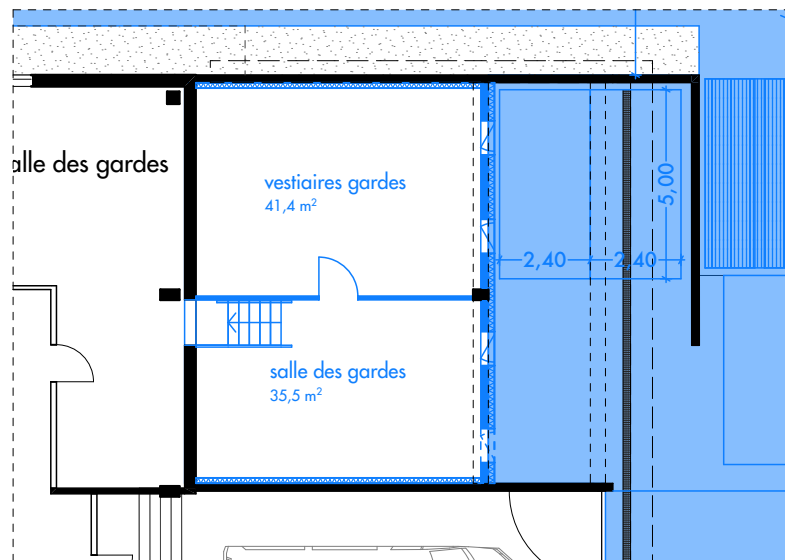 alle des gardes
vestiaires gardes
41,4 m²
5,00
2,40
2,40
salle des gardes
35,5 m²